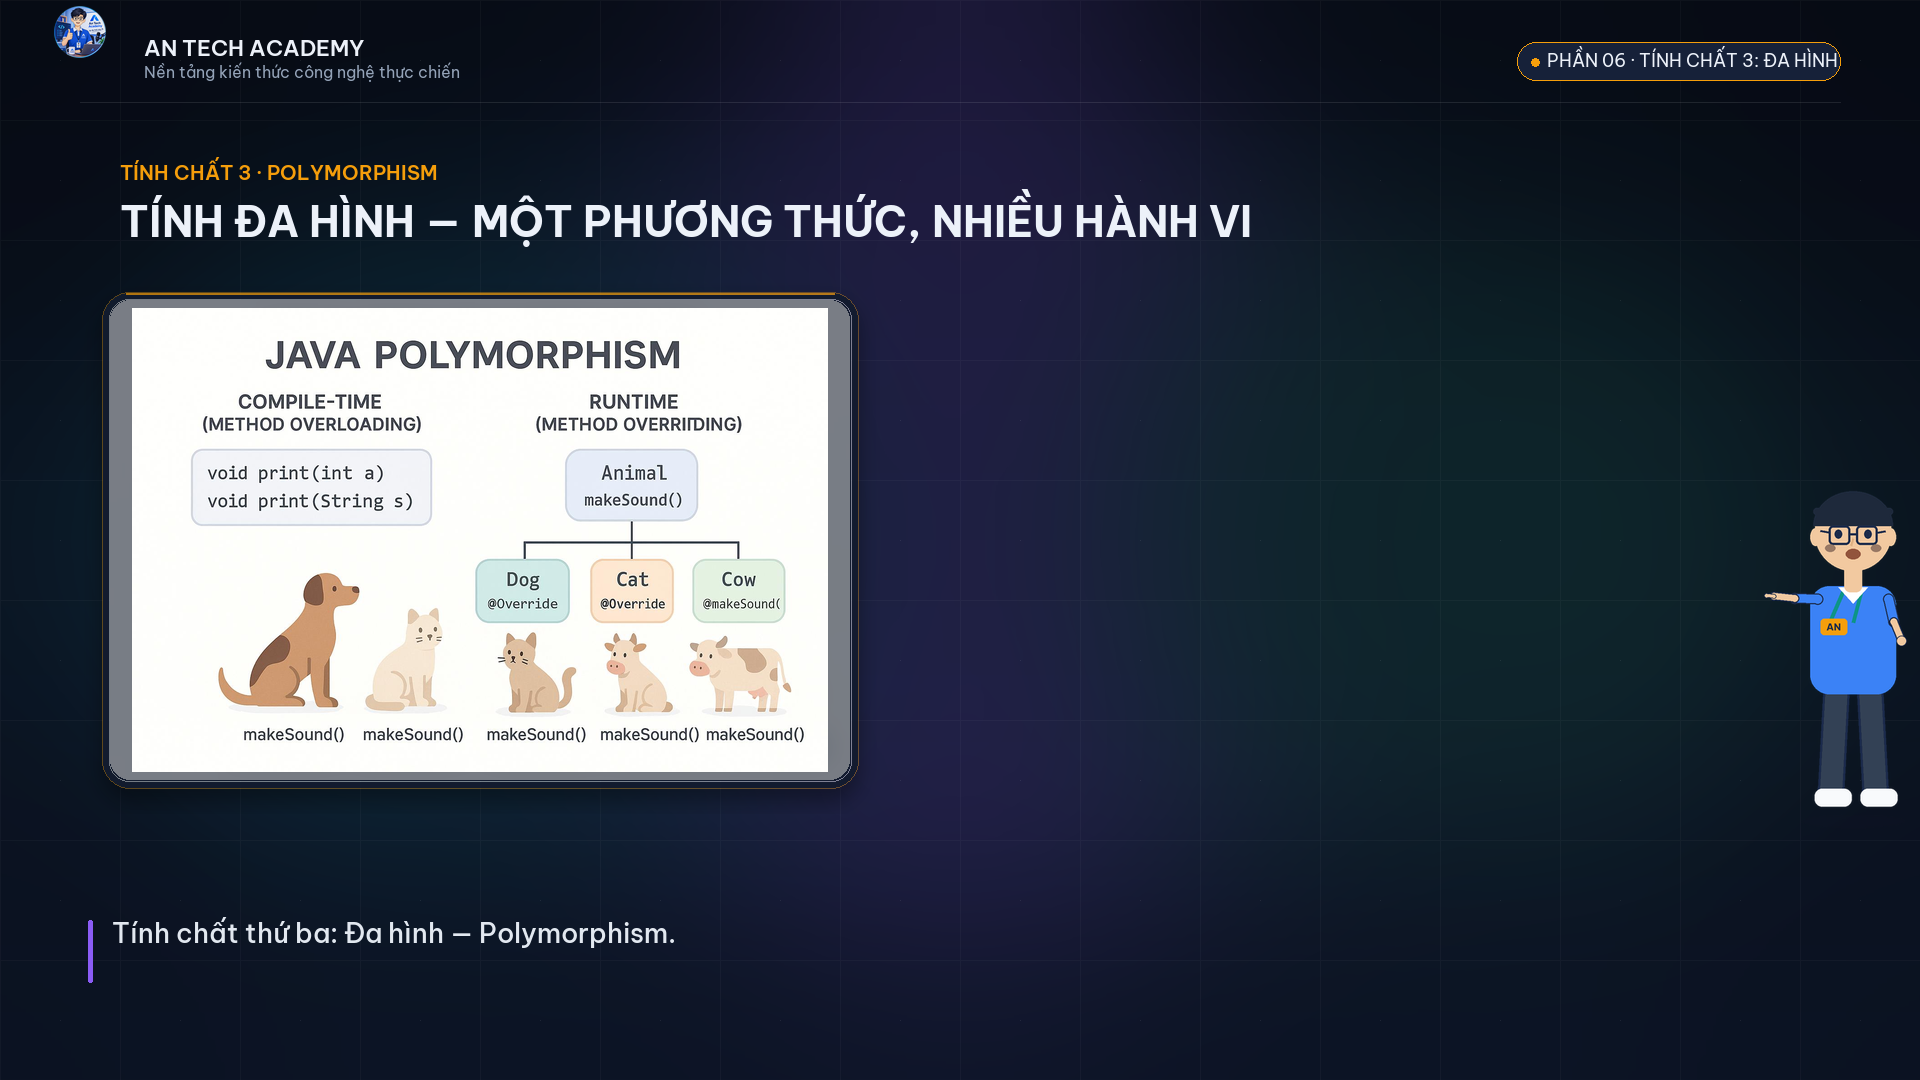 AN TECH ACADEMY
Nền tảng kiến thức công nghệ thực chiến
PHẦN 06 · TÍNH CHẤT 3: ĐA HÌNH
TÍNH CHẤT 3 · POLYMORPHISM
TÍNH ĐA HÌNH — MỘT PHƯƠNG THỨC, NHIỀU HÀNH VI
JAVA POLYMORPHISM
COMPILE-TIME
(METHOD OVERLOADING)
void print(int a)
void print(String s)
RUNTIME
(METHOD OVERRIՐDING)
Animal
makeSound()
Dog
@Override
Cat
@Override
Cow
@makeSound(
makeSound() makeSound() makeSound() makeSound() makeSound()
AN
Tính chất thứ ba: Đa hình — Polymorphism.